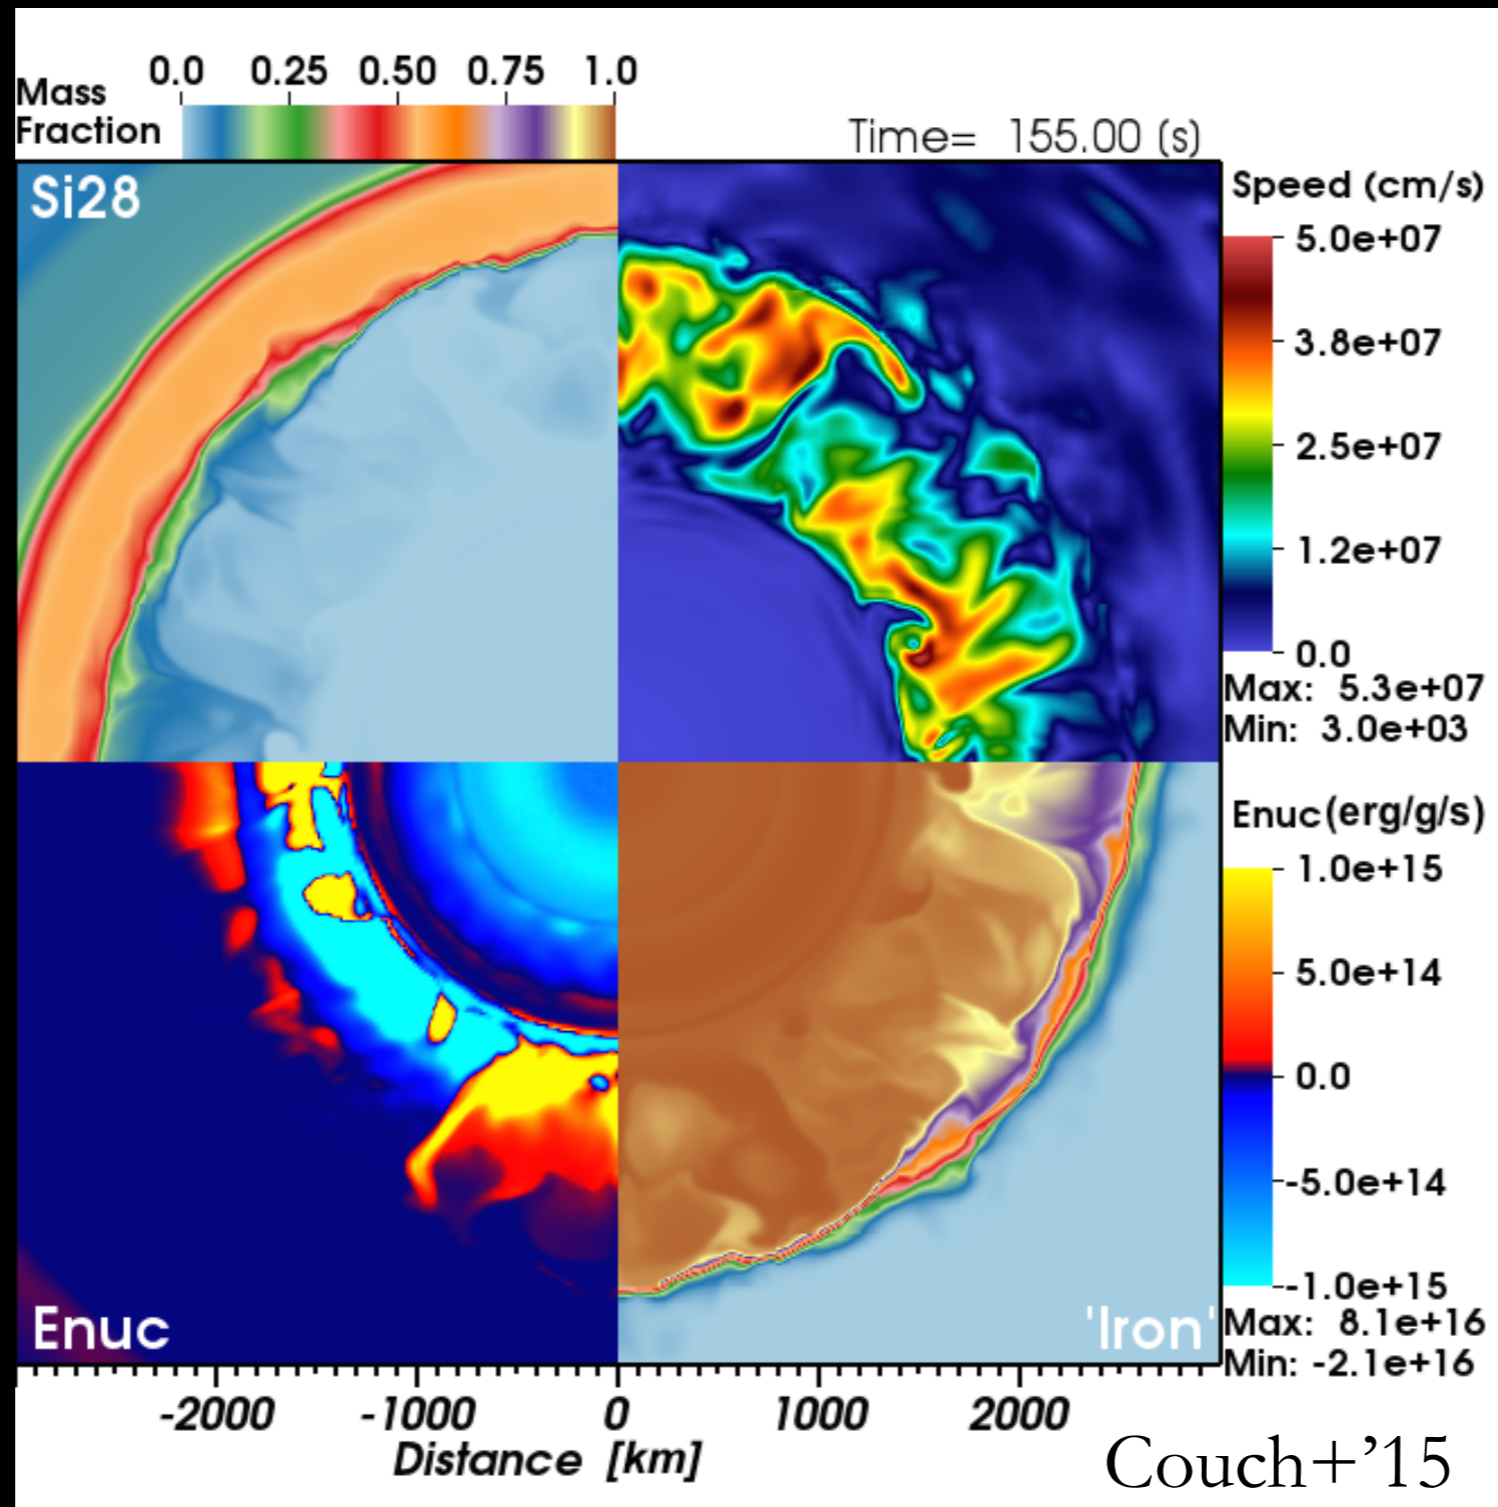 0.0 0.25 0.50 0.75 1.0
Mass
Fraction
Time= 155.00 (s)
Si28
Speed (cm/s)
5.0e+07
3.8e+07
2.5e+07
1.2e+07
0.0
Max: 5.3e+07
Min: 3.0e+03
Enuc(erg/g/s)
1.0e+15
5.0e+14
0.0
-5.0e+14
-1.0e+15
Max: 8.1e+16
Min: -2.1e+16
Enuc
'Iron'
-2000 -1000 0 1000 2000
Distance [km]
Couch+’15